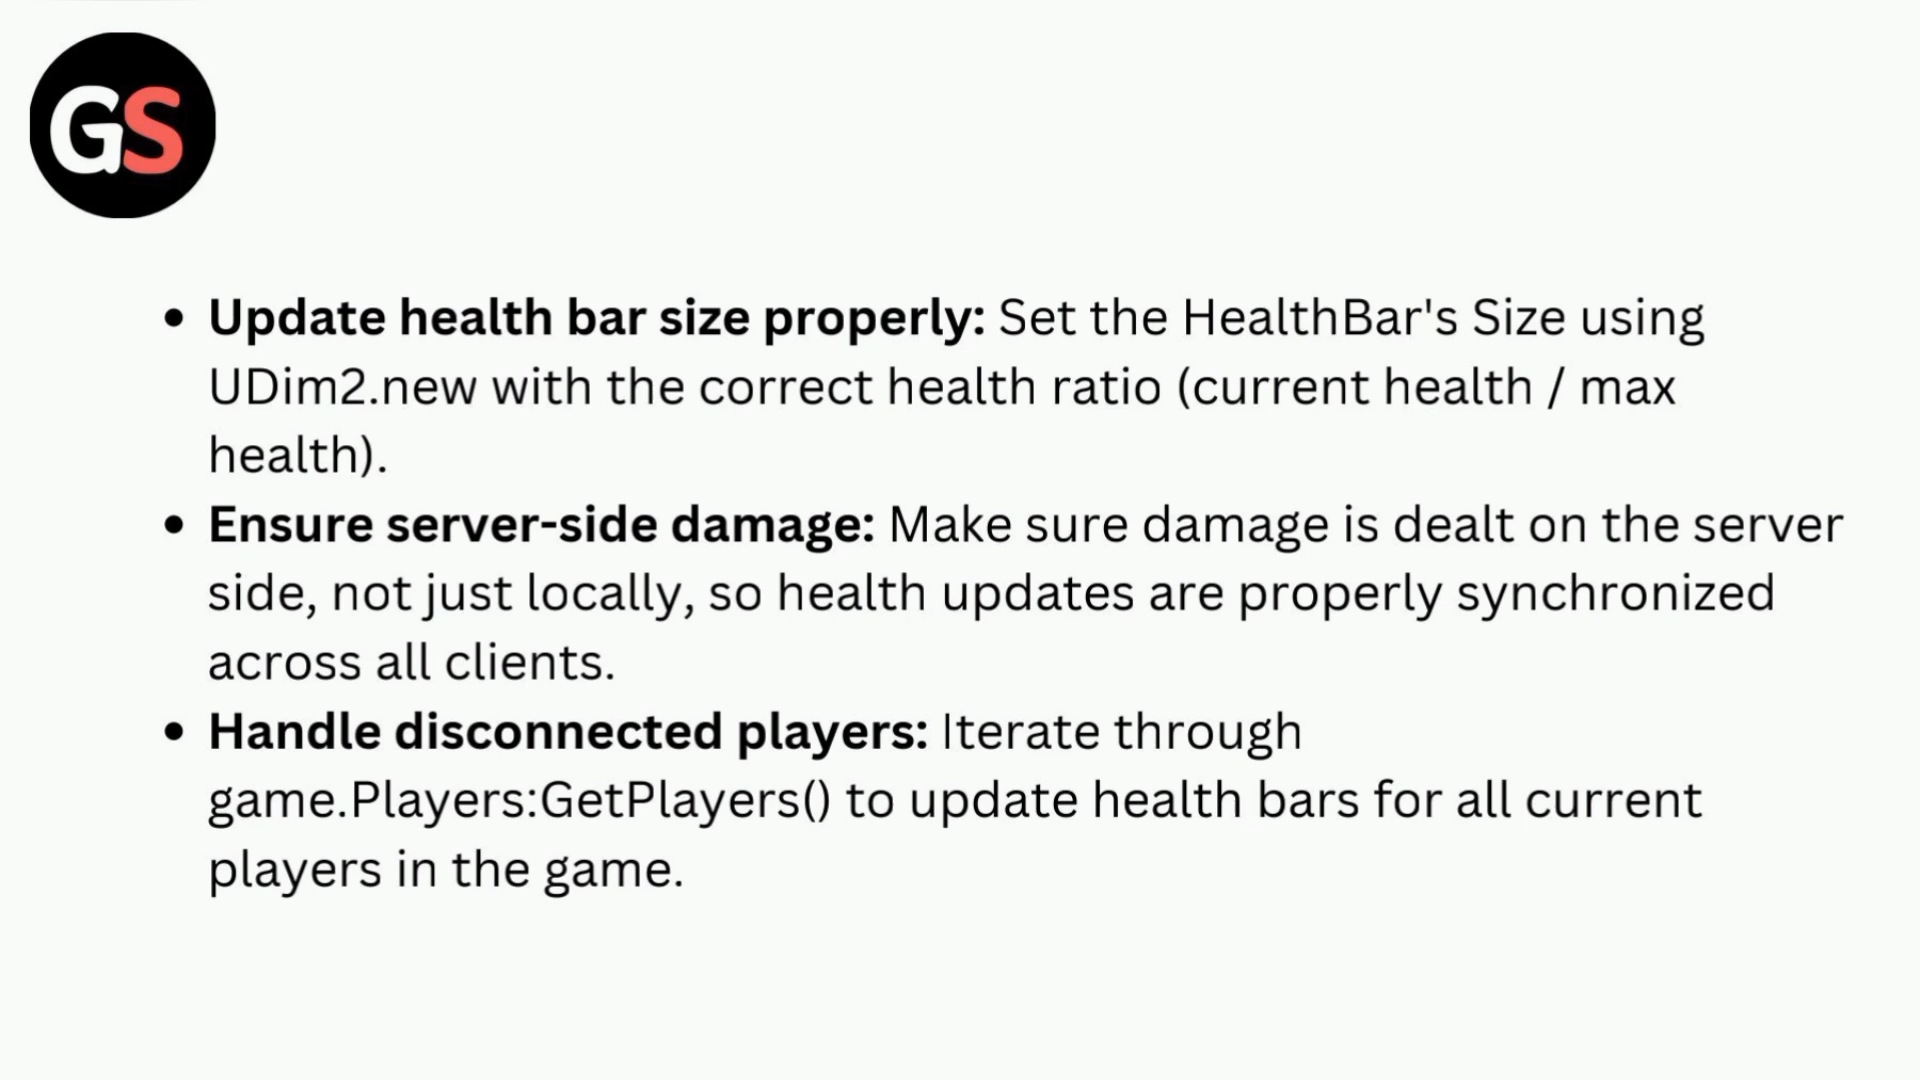 GS
• Update health bar size properly: Set the HealthBar's Size using
UDim2.new with the correct health ratio (current health / max
health).
• Ensure server-side damage: Make sure damage is dealt on the server
side, not just locally, so health updates are properly synchronized
across all clients.
• Handle disconnected players: Iterate through
game.Players:GetPlayers() to update health bars for all current
players in the game.